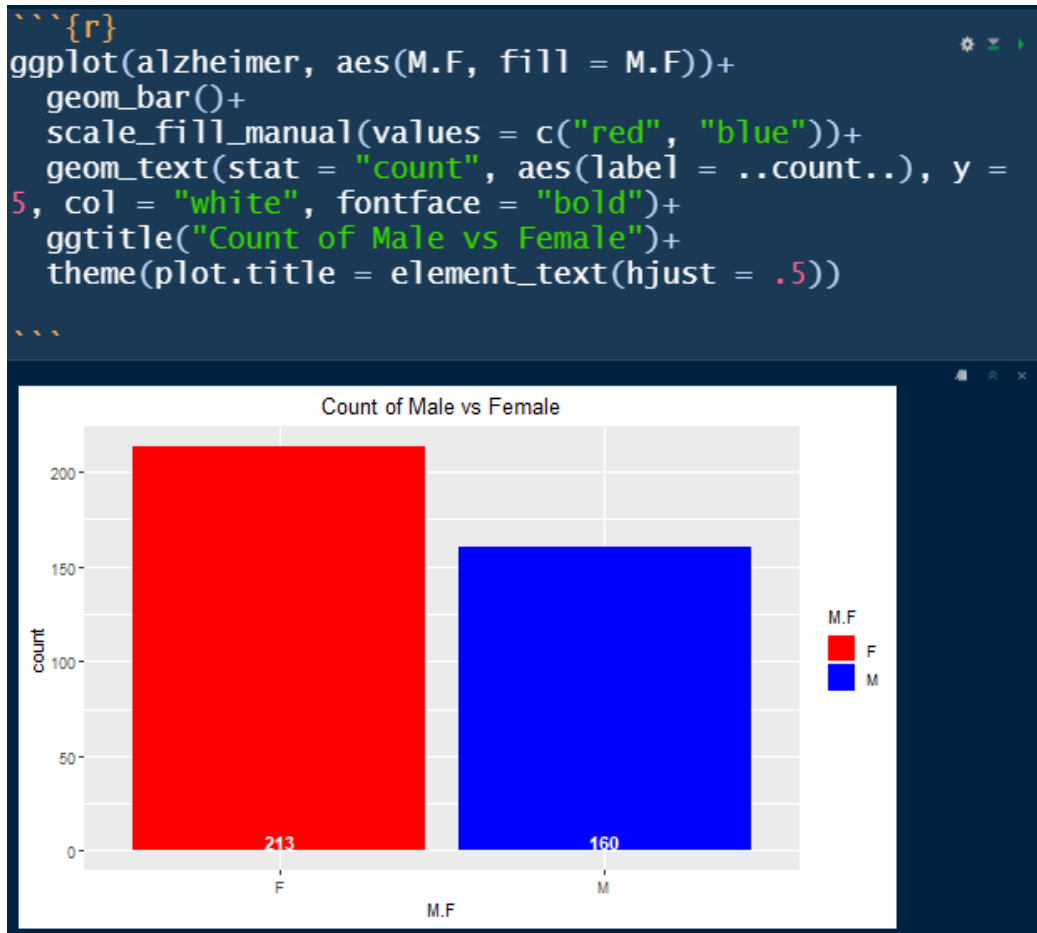 ```{r}
ggplot(alzheimer, aes(M.F, fill = M.F))+
  geom_bar()+
  scale_fill_manual(values = c("red", "blue"))+
  geom_text(stat = "count", aes(label = ..count..), y =
5, col = "white", fontface = "bold")+
  ggtitle("Count of Male vs Female")+
  theme(plot.title = element_text(hjust = .5))
```
Count of Male vs Female
200
150
100
50
0
count
213
160
F
M
M.F
M.F
F
M